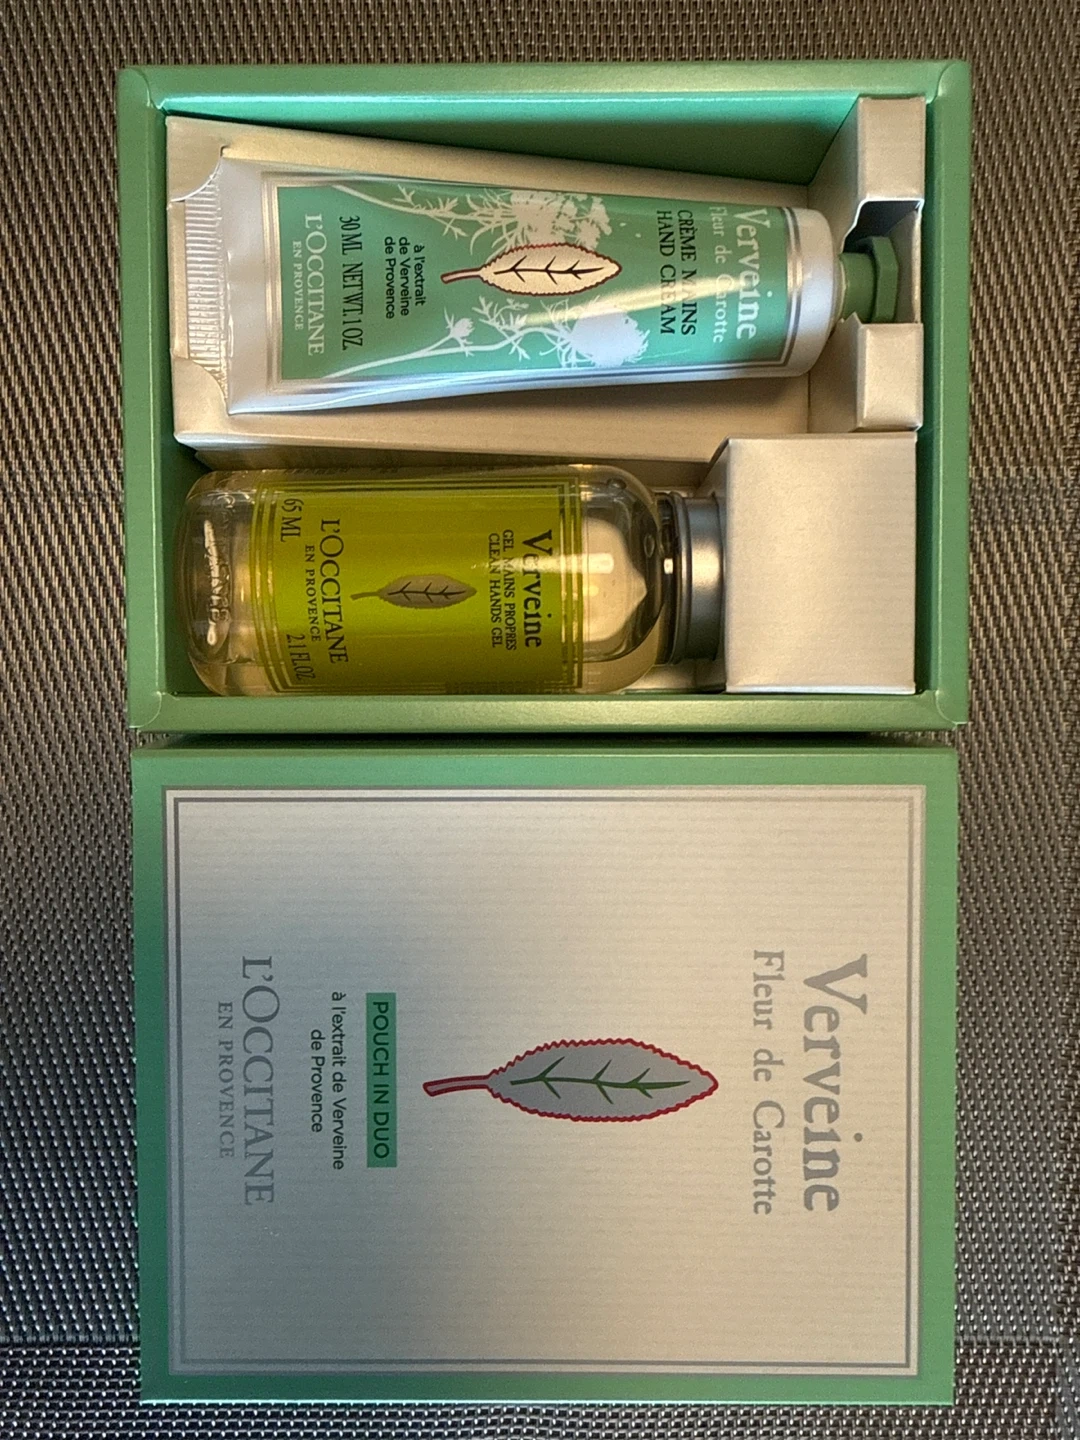 Verveine
Fleur de Carotte
CRÈME MAINS
HAND CREAM
à l'extrait
de Verveine
de Provence
30 ML NET WT. 1 OZ.
L'OCCITANE
EN PROVENCE
Verveine
GEL MAINS PROPRES
CLEAN HANDS GEL
L'OCCITANE
EN PROVENCE
65 ML 2.1 FL.OZ.
Verveine
Fleur de Carotte
POUCH IN DUO
à l'extrait de Verveine
de Provence
L'OCCITANE
EN PROVENCE